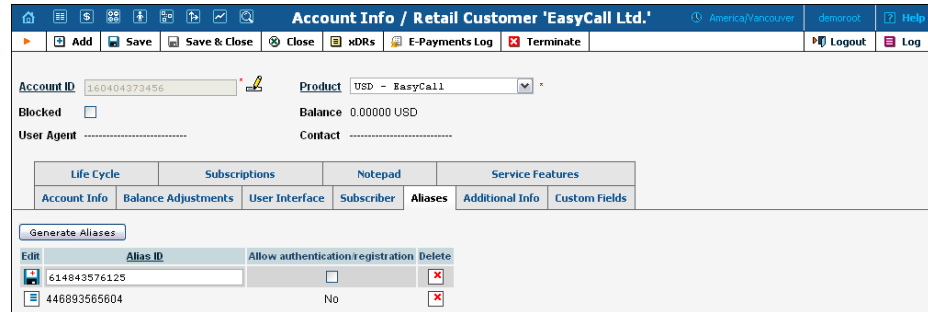 Account Info / Retail Customer 'EasyCall Ltd.' America/Vancouver demoroot ? Help
Add Save Save & Close Close xDRs E-Payments Log Terminate Logout Log
Account ID 160404373456 * Product USD - EasyCall *
Blocked Balance 0.00000 USD
User Agent --------------------------- Contact ---------------------------
Life Cycle Subscriptions Notepad Service Features
Account Info Balance Adjustments User Interface Subscriber Aliases Additional Info Custom Fields
Generate Aliases
Edit Alias ID Allow authentication/registration Delete
614843576125
446893565604 No